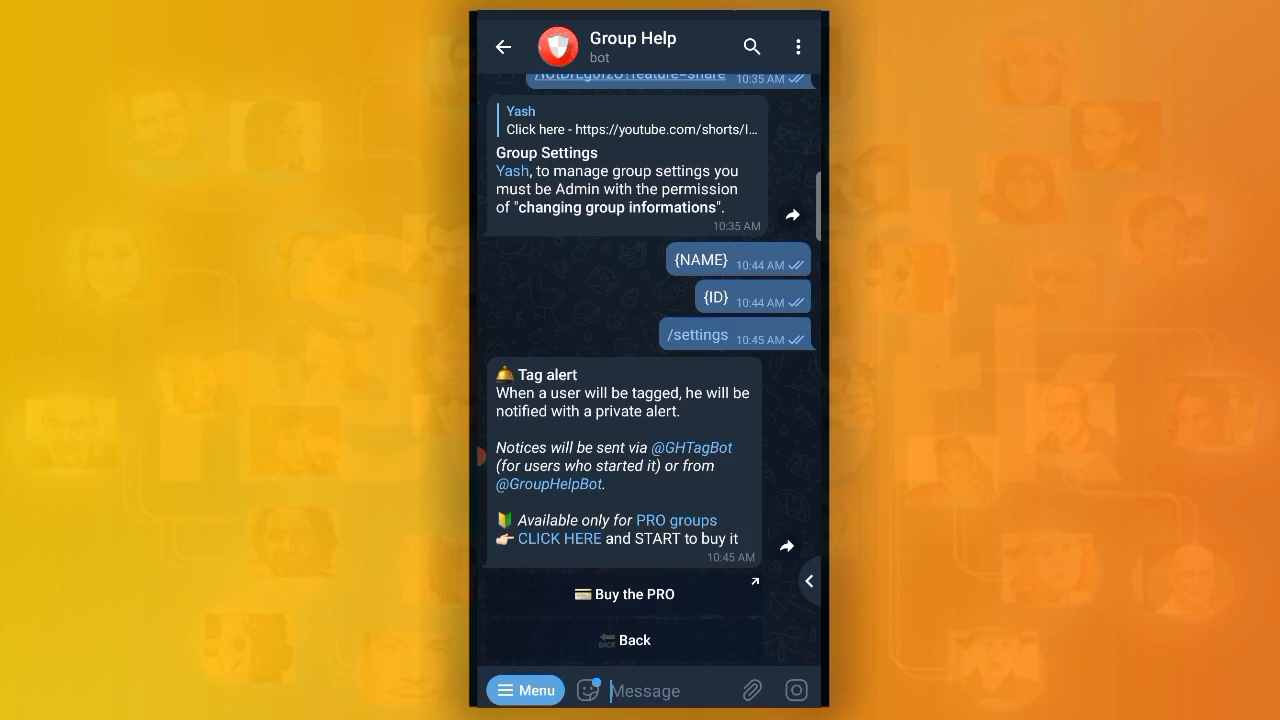 Group Help
bot
10:35 AM
Yash
Click here - https://youtube.com/shorts/I...
Group Settings
Yash, to manage group settings you
must be Admin with the permission
of "changing group informations".
10:35 AM
{NAME} 10:44 AM
{ID} 10:44 AM
/settings 10:45 AM
Tag alert
When a user will be tagged, he will be
notified with a private alert.
Notices will be sent via @GHTagBot
(for users who started it) or from
@GroupHelpBot.
Available only for PRO groups
CLICK HERE and START to buy it
10:45 AM
Buy the PRO
BACK Back
Menu
Message